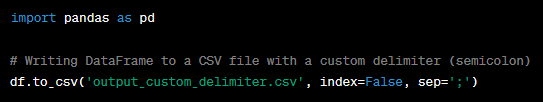 import pandas as pd
# Writing DataFrame to a CSV file with a custom delimiter (semicolon)
df.to_csv('output_custom_delimiter.csv', index=False, sep=';')